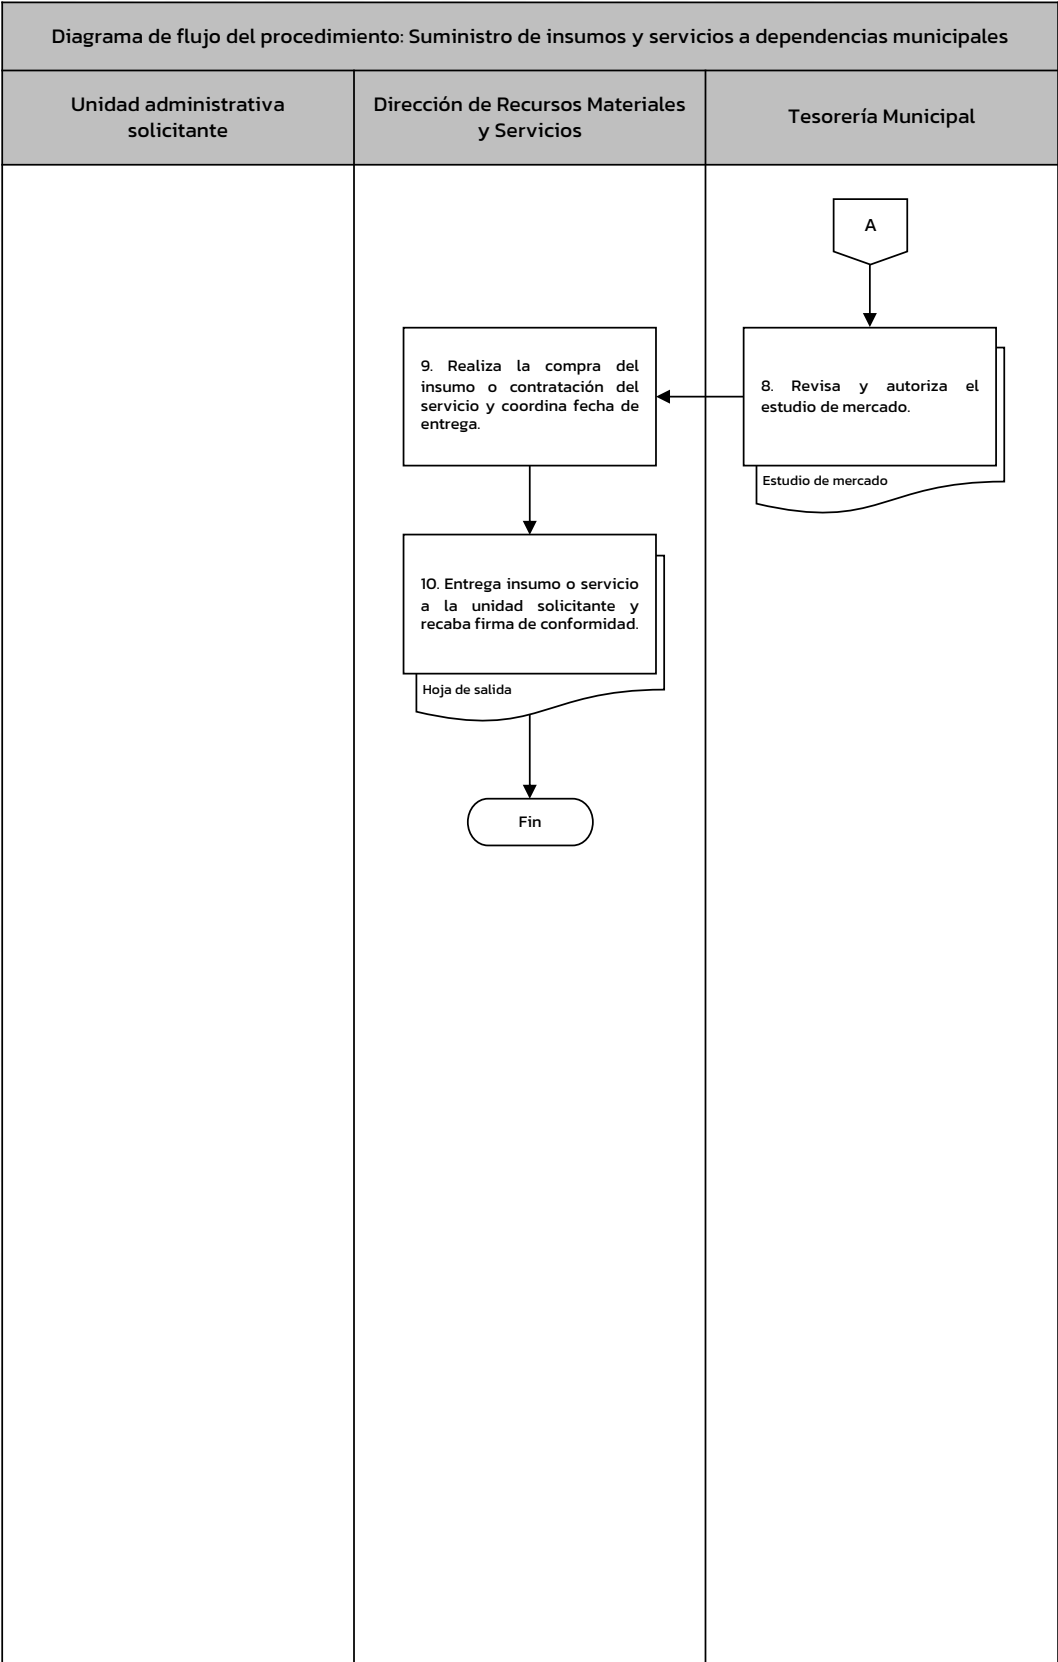 Diagrama de flujo del procedimiento: Suministro de insumos y servicios a dependencias municipales
Unidad administrativa
solicitante
Dirección de Recursos Materiales
y Servicios
Tesorería Municipal
A
8. Revisa y autoriza el
estudio de mercado.
Estudio de mercado
9. Realiza la compra del
insumo o contratación del
servicio y coordina fecha de
entrega.
10. Entrega insumo o servicio
a la unidad solicitante y
recaba firma de conformidad.
Hoja de salida
Fin